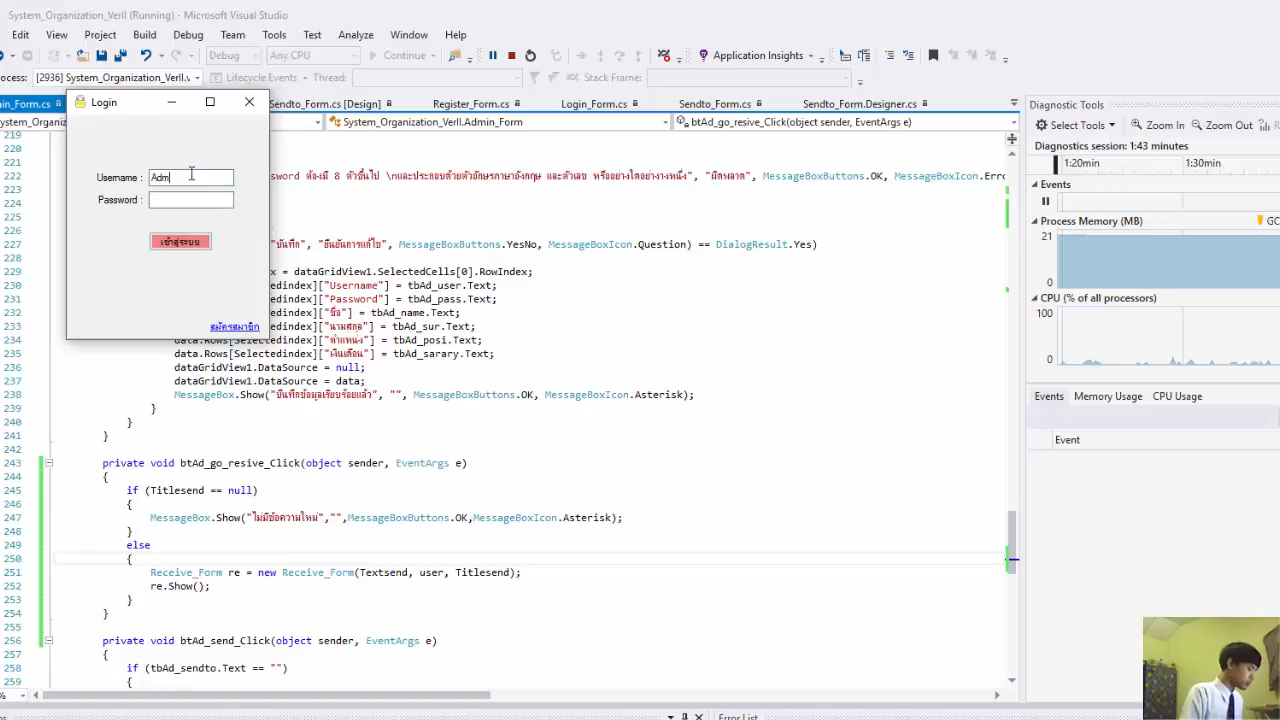 System_Organization_Verll (Running) - Microsoft Visual Studio
Edit View Project Build Debug Team Tools Test Analyze Window Help
Debug Any CPU Continue Application Insights
ocess: [2936] System_Organization_Verll.v Lifecycle Events Thread: Stack Frame:
in_Form.cs Sendto_Form.cs [Design] Register_Form.cs Login_Form.cs Sendto_Form.cs Sendto_Form.Designer.cs
ystem_Organiz System_Organization_Verll.Admin_Form btAd_go_resive_Click(object sender, EventArgs e)
Login
Username : Adm
Password :
เข้าสู่ระบบ
สมัครสมาชิก
219
220
221
222 ssword ต้องมี 8 ตัวขึ้นไป \nและประกอบด้วยตัวอักษรภาษาอังกฤษ และตัวเลข หรืออย่างใดอย่างางหนึ่ง", "ผิดพลาด", MessageBoxButtons.OK, MessageBoxIcon.Erro
223
224
225
226
227 "บันทึก", "ยืนยันการแก้ไข", MessageBoxButtons.YesNo, MessageBoxIcon.Question) == DialogResult.Yes)
228
229 x = dataGridView1.SelectedCells[0].RowIndex;
230 edindex]["Username"] = tbAd_user.Text;
231 edindex]["Password"] = tbAd_pass.Text;
232 edindex]["ชื่อ"] = tbAd_name.Text;
233 edindex]["นามสกุล"] = tbAd_sur.Text;
234 data.Rows[Selectedindex]["ตำแหน่ง"] = tbAd_posi.Text;
235 data.Rows[Selectedindex]["เงินเดือน"] = tbAd_sarary.Text;
236 dataGridView1.DataSource = null;
237 dataGridView1.DataSource = data;
238 MessageBox.Show("บันทึกข้อมูลเรียบร้อยแล้ว", "", MessageBoxButtons.OK, MessageBoxIcon.Asterisk);
239 }
240 }
241 }
242
243 private void btAd_go_resive_Click(object sender, EventArgs e)
244 {
245 if (Titlesend == null)
246 {
247 MessageBox.Show("ไม่มีข้อความใหม่","",MessageBoxButtons.OK,MessageBoxIcon.Asterisk);
248 }
249 else
250 {
251 Receive_Form re = new Receive_Form(Textsend, user, Titlesend);
252 re.Show();
253 }
254 }
255
256 private void btAd_send_Click(object sender, EventArgs e)
257 {
258 if (tbAd_sendto.Text == "")
259 {
%
Error List
Diagnostic Tools
Select Tools Zoom In Zoom Out
Diagnostics session: 1:43 minutes
1:20min 1:30min
Events
Process Memory (MB) GC
21
0
CPU (% of all processors)
100
0
Events Memory Usage CPU Usage
Event